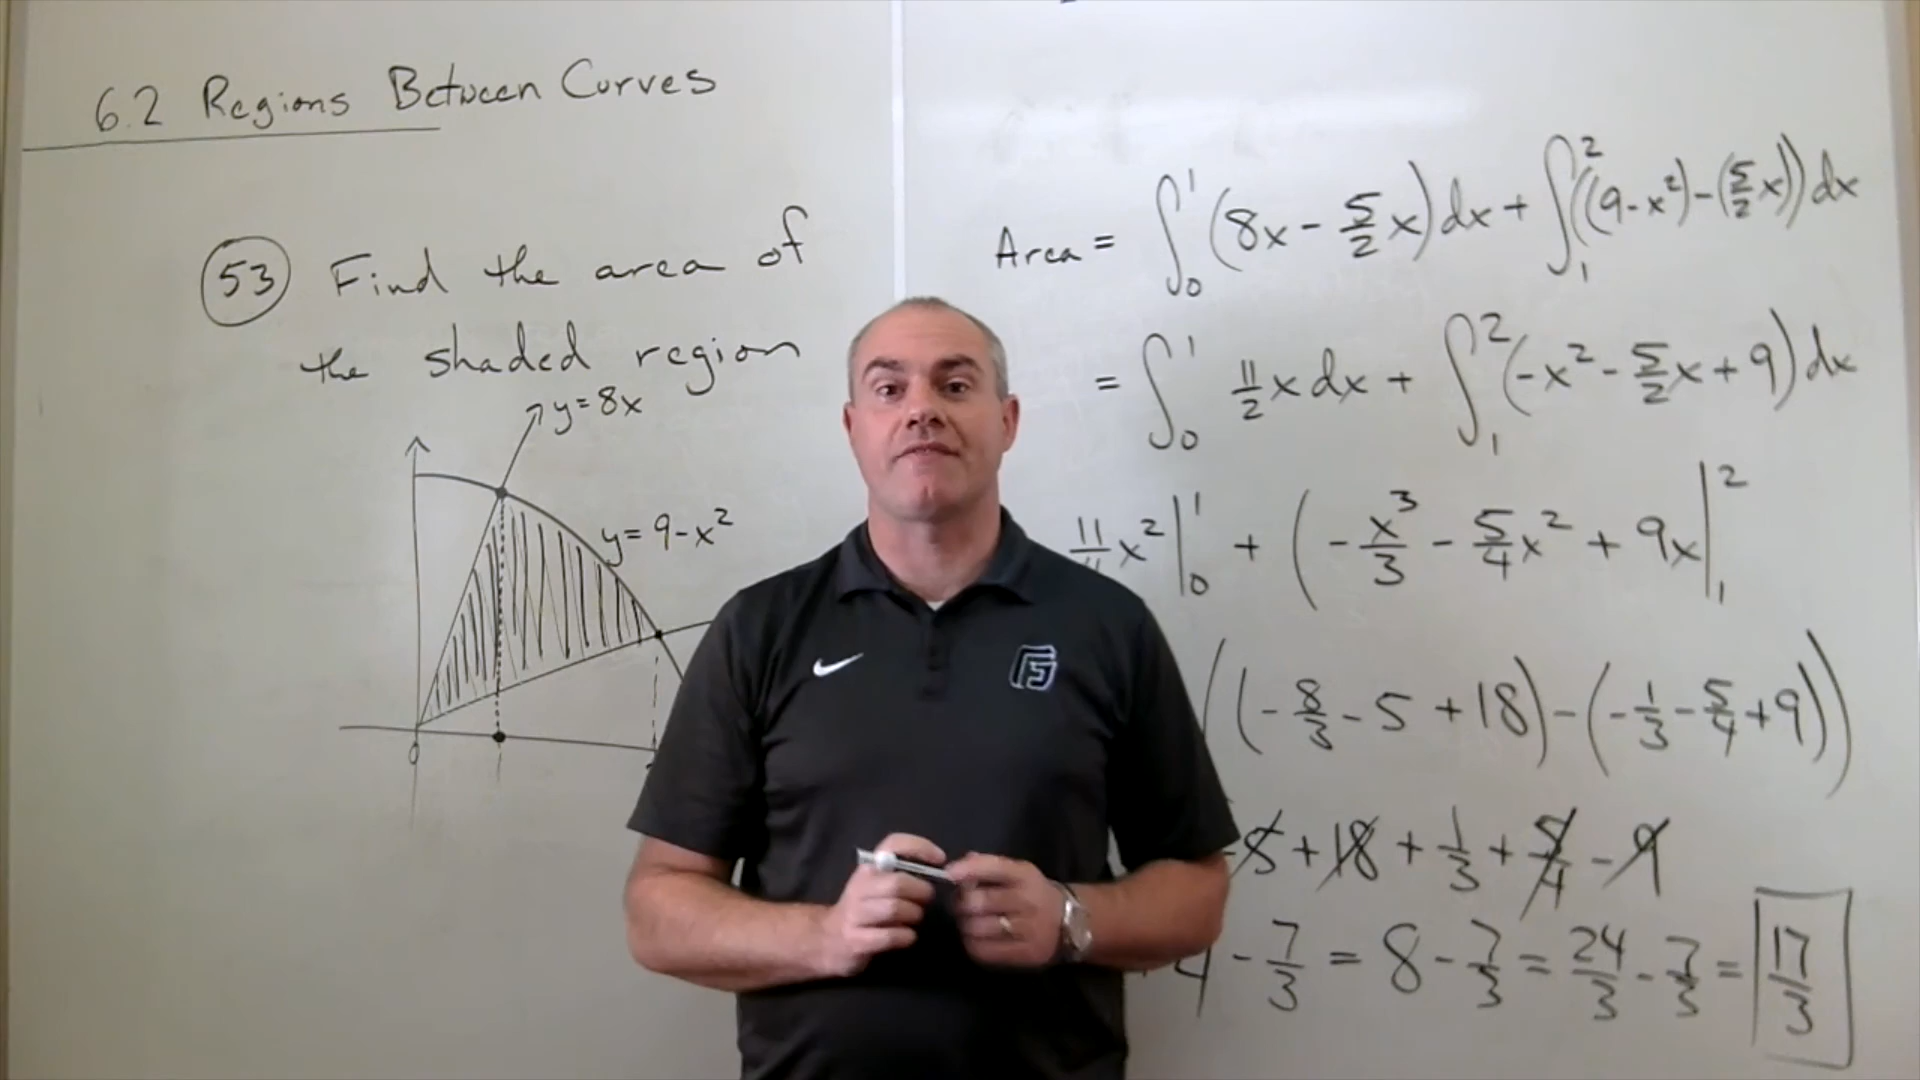 6.2 Regions Between Curves
53 Find the area of
the shaded region
y=8x
y=9-x²
0
Area = ∫₀¹ (8x - 5/2 x) dx + ∫₁² ((9-x²) - (5/2 x)) dx
= ∫₀¹ 11/2 x dx + ∫₁² (-x² - 5/2 x + 9) dx
11/4 x² |₀¹ + (-x³/3 - 5/4 x² + 9x |₁²
((-8/3 - 5 + 18) - (-1/3 - 5/4 + 9))
-5 + 18 + 1/3 + 5/4 - 9
4 - 7/3 = 8 - 7/3 = 24/3 - 7/3 = 17/3